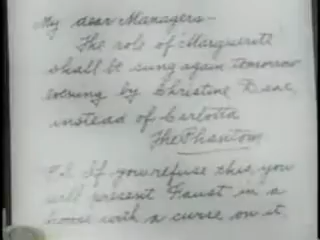 My dear Managers—
The role of Marguerite
shall be sung again tomorrow
evening by Christine Daae,
instead of Carlotta
The Phantom
P.S. If you refuse this, you
will present Faust in a
house with a curse on it.